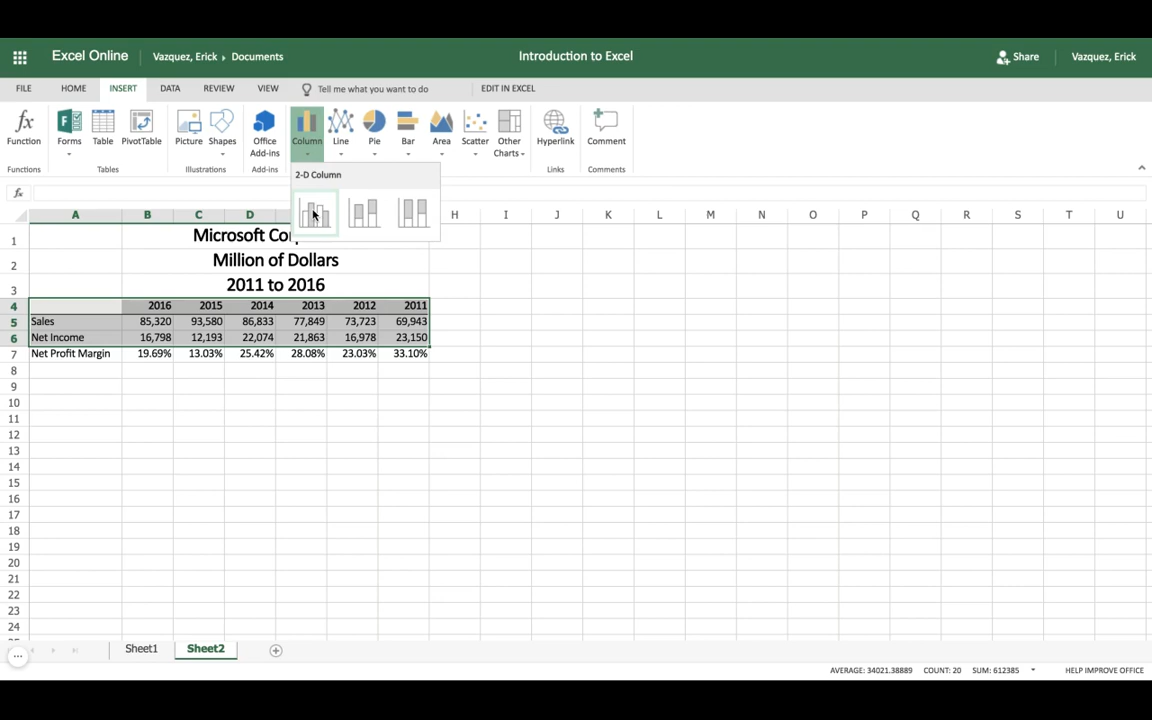 Excel Online Vazquez, Erick ▸ Documents Introduction to Excel Share Vazquez, Erick
FILE HOME INSERT DATA REVIEW VIEW Tell me what you want to do EDIT IN EXCEL
fx
Function Forms Table PivotTable Picture Shapes Office Add-ins Column Line Pie Bar Area Scatter Other Charts Hyperlink Comment
Functions Tables Illustrations Add-ins Links Comments
2-D Column
fx
A B C D H I J K L M N O P Q R S T U
1 Microsoft Cor
2 Million of Dollars
3 2011 to 2016
4 2016 2015 2014 2013 2012 2011
5 Sales 85,320 93,580 86,833 77,849 73,723 69,943
6 Net Income 16,798 12,193 22,074 21,863 16,978 23,150
7 Net Profit Margin 19.69% 13.03% 25.42% 28.08% 23.03% 33.10%
8
9
10
11
12
13
14
15
16
17
18
19
20
21
22
23
24
Sheet1 Sheet2
AVERAGE: 34021.38889 COUNT: 20 SUM: 612385 HELP IMPROVE OFFICE